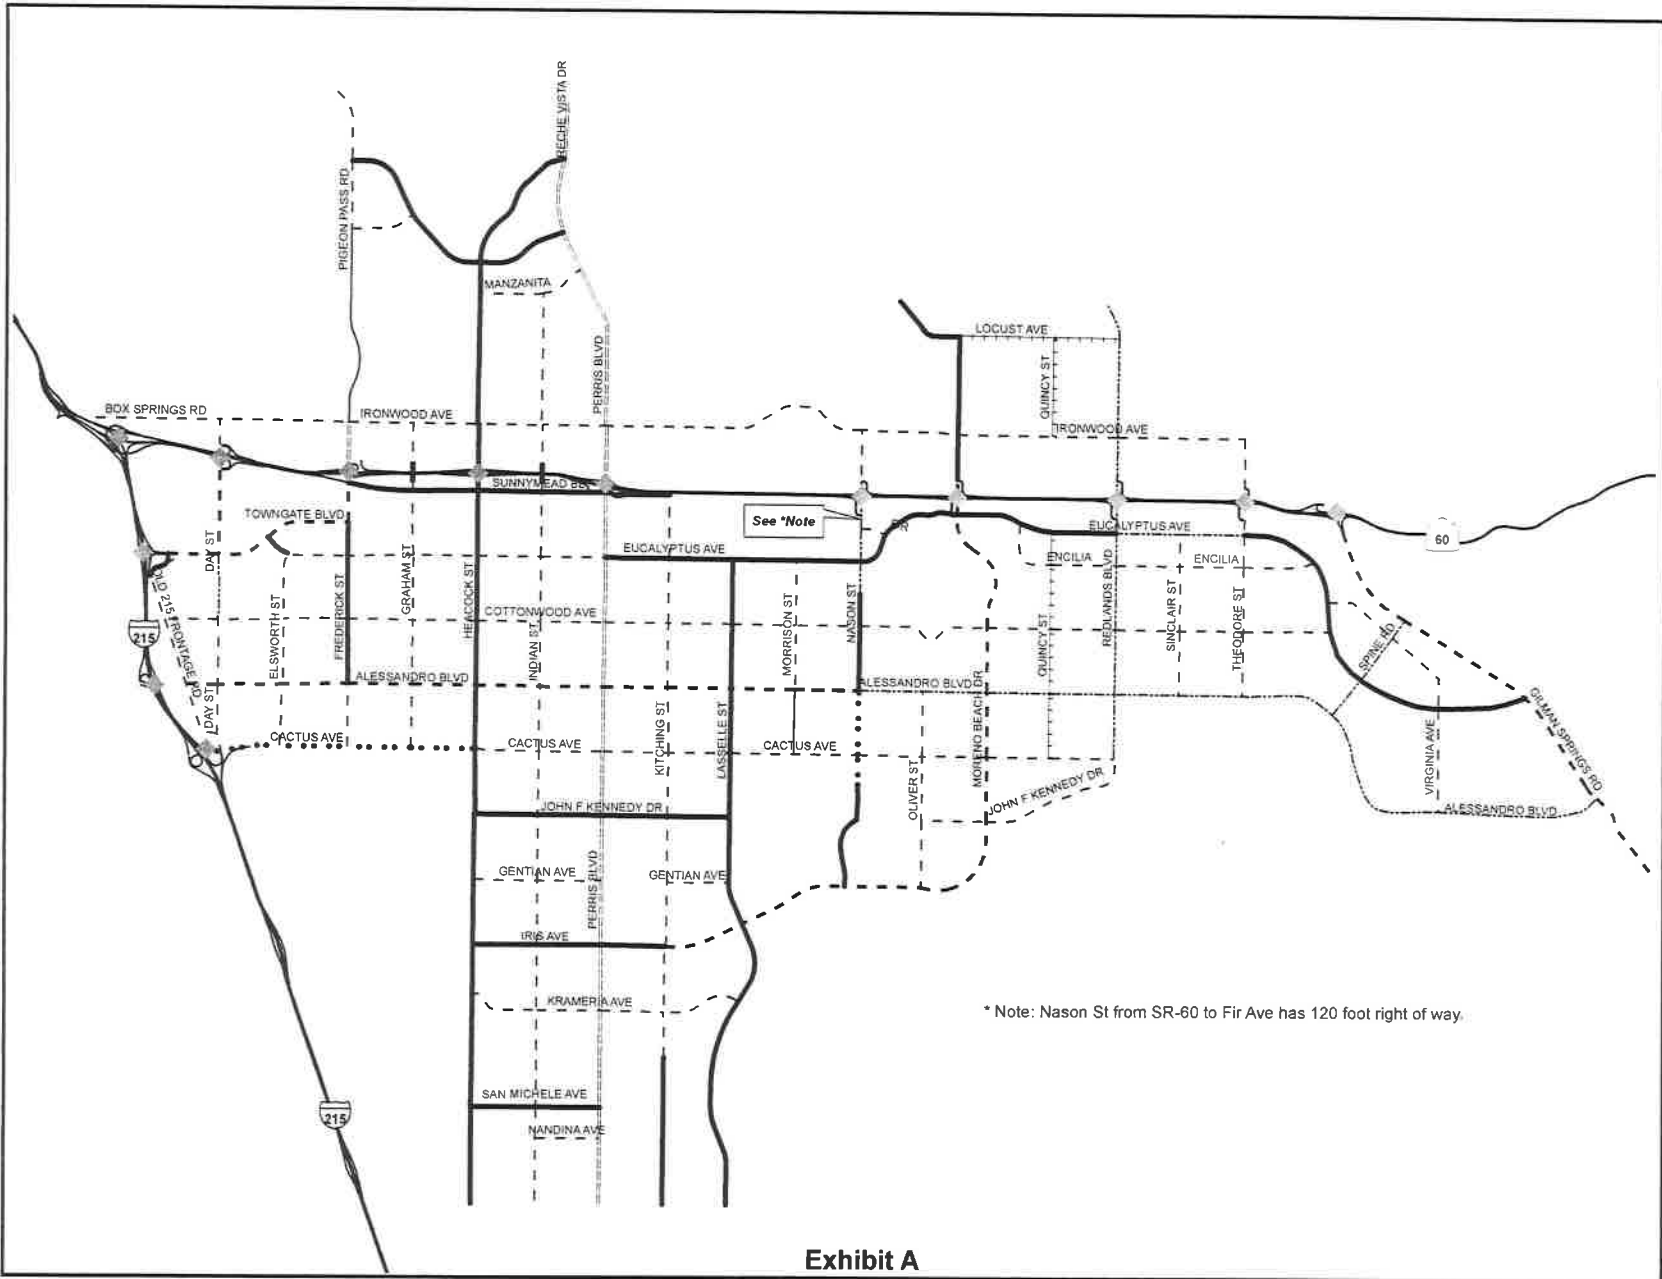 RECHE VISTA DR
PIGEON PASS RD
MANZANITA
LOCUST AVE
PERRIS BLVD
QUINCY ST
BOX SPRINGS RD
IRONWOOD AVE
IRONWOOD AVE
SUNNYMEAD BL
TOWNGATE BLVD
See *Note
DR
EUCALYPTUS AVE
60
DAY ST
EUCALYPTUS AVE
ENCILIA
ENCILIA
OLD 215 FRONTAGE RD
ELSWORTH ST
FREDERICK ST
GRAHAM ST
HEACOCK ST
COTTONWOOD AVE
INDIAN ST
MORRISON ST
NASON ST
QUINCY ST
REDLANDS BLVD
SINCLAIR ST
THEODORE ST
SPINE RD
215
ALESSANDRO BLVD
ALESSANDRO BLVD
DAY ST
CACTUS AVE
CACTUS AVE
KITCHING ST
LASSELLE ST
CACTUS AVE
OLIVER ST
MORENO BEACH DR
VIRGINIA AVE
GILMAN SPRINGS RD
JOHN F KENNEDY DR
JOHN F KENNEDY DR
ALESSANDRO BLVD
GENTIAN AVE
PERRIS BLVD
GENTIAN AVE
IRIS AVE
KRAMERIA AVE
* Note: Nason St from SR-60 to Fir Ave has 120 foot right of way.
SAN MICHELE AVE
215
NANDINA AVE
Exhibit A